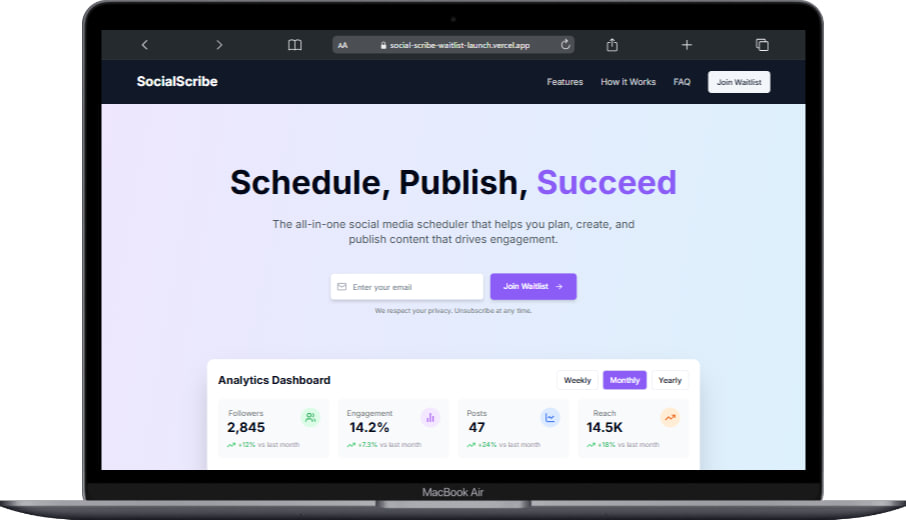 AA social-scribe-waitlist-launch.vercel.app
SocialScribe Features How it Works FAQ Join Waitlist
Schedule, Publish, Succeed
The all-in-one social media scheduler that helps you plan, create, and
publish content that drives engagement.
Enter your email Join Waitlist →
We respect your privacy. Unsubscribe at any time.
Analytics Dashboard Weekly Monthly Yearly
Followers Engagement Posts Reach
2,845 14.2% 47 14.5K
+12% vs last month +7.3% vs last month +24% vs last month +18% vs last month
MacBook Air